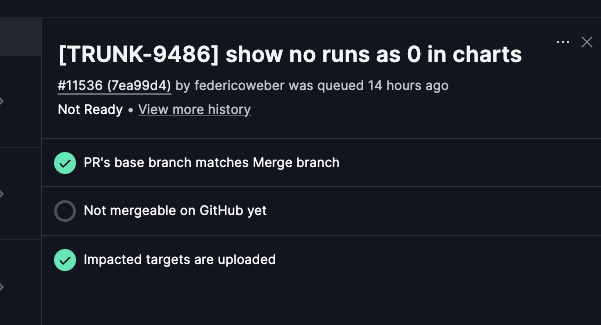 [TRUNK-9486] show no runs as 0 in charts
#11536 (7ea99d4) by federicoweber was queued 14 hours ago
Not Ready • View more history
PR's base branch matches Merge branch
Not mergeable on GitHub yet
Impacted targets are uploaded